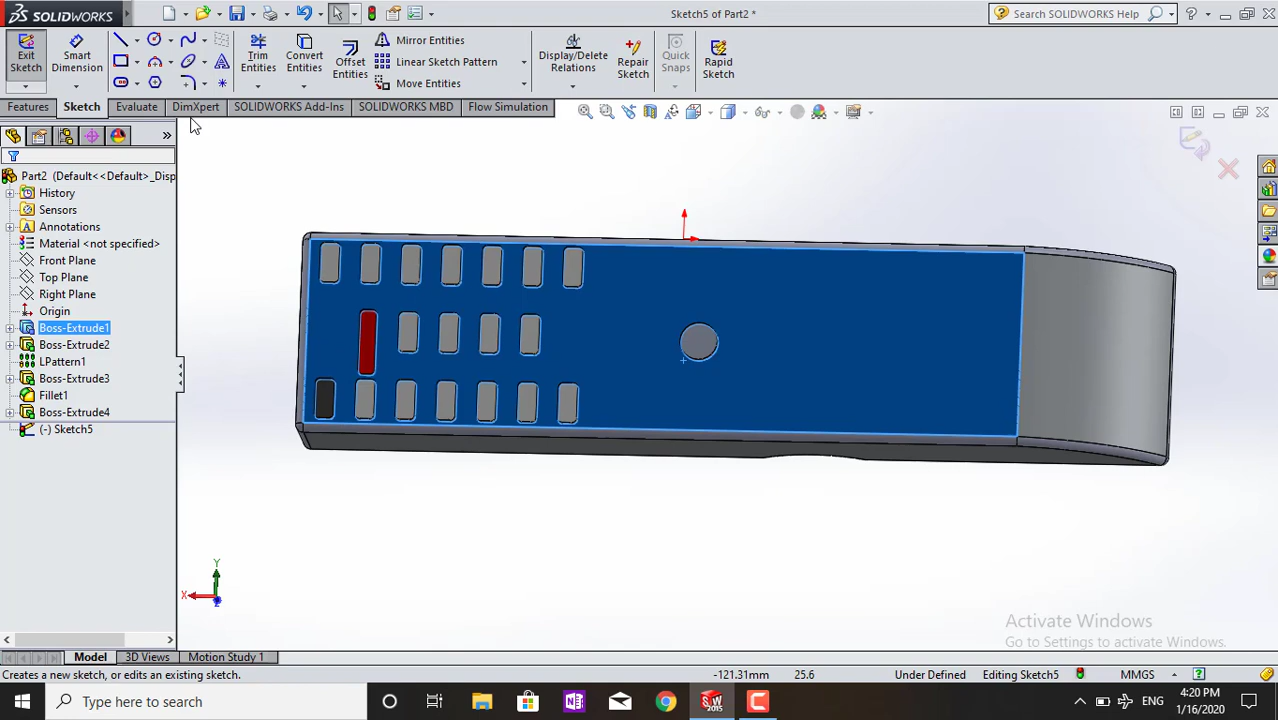 SOLIDWORKS
Sketch5 of Part2 *
Search SOLIDWORKS Help
Exit Sketch
Smart Dimension
Trim Entities
Convert Entities
Offset Entities
Mirror Entities
Linear Sketch Pattern
Move Entities
Display/Delete Relations
Repair Sketch
Quick Snaps
Rapid Sketch
Features
Sketch
Evaluate
DimXpert
SOLIDWORKS Add-Ins
SOLIDWORKS MBD
Flow Simulation
Part2 (Default<<Default>_Disp
History
Sensors
Annotations
Material <not specified>
Front Plane
Top Plane
Right Plane
Origin
Boss-Extrude1
Boss-Extrude2
LPattern1
Boss-Extrude3
Fillet1
Boss-Extrude4
(-) Sketch5
Y
X
Z
Activate Windows
Go to Settings to activate Windows.
Model
3D Views
Motion Study 1
Creates a new sketch, or edits an existing sketch.
-121.31mm
25.6
Under Defined
Editing Sketch5
MMGS
Type here to search
SW
2015
ENG
4:20 PM
1/16/2020